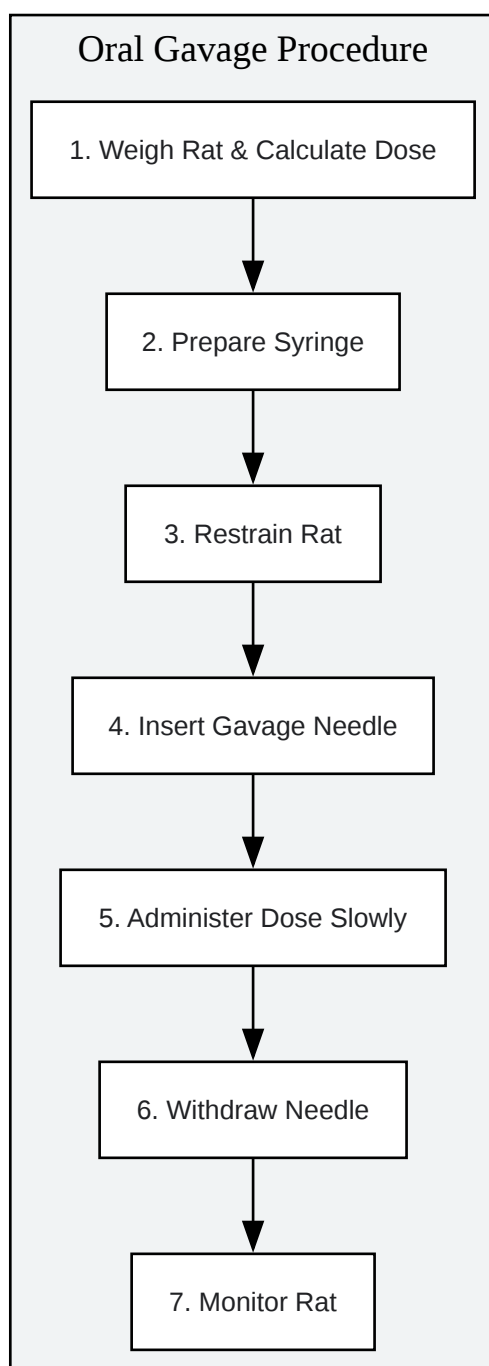 Oral Gavage Procedure
1. Weigh Rat & Calculate Dose
2. Prepare Syringe
3. Restrain Rat
4. Insert Gavage Needle
5. Administer Dose Slowly
6. Withdraw Needle
7. Monitor Rat